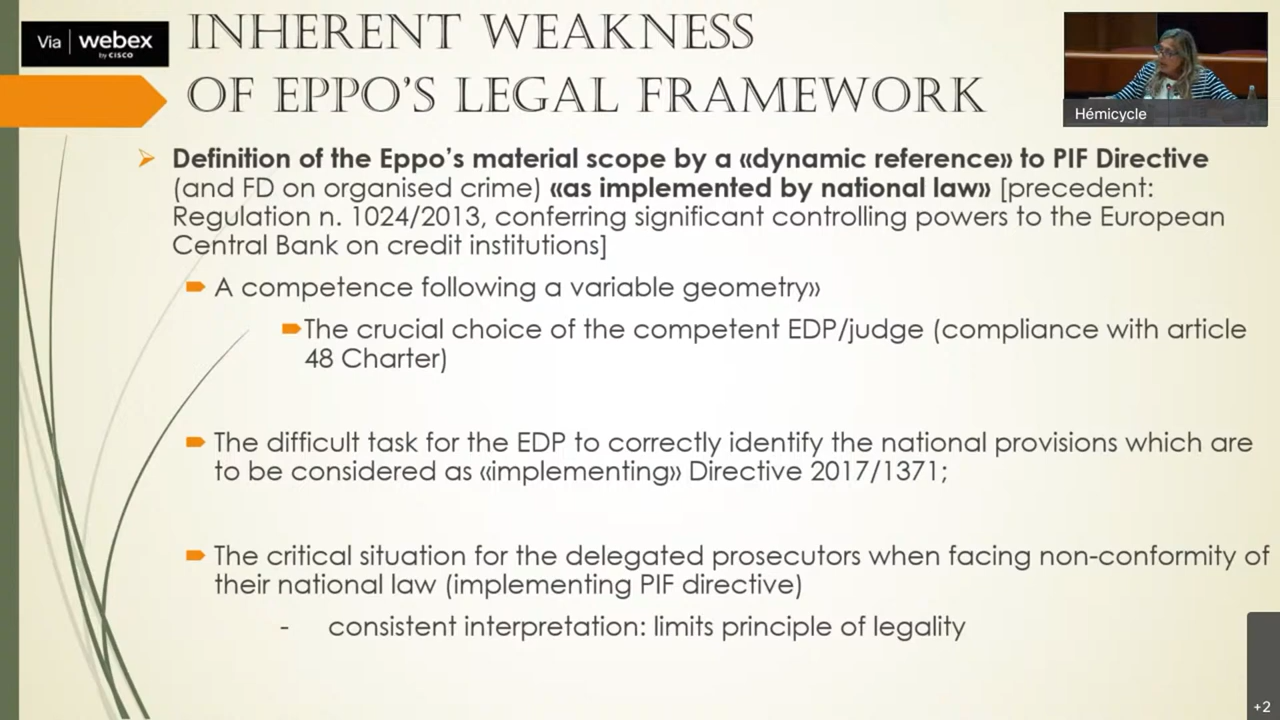 Via webex
by CISCO
INHERENT WEAKNESS
OF EPPO'S LEGAL FRAMEWORK
Hémicycle
Definition of the Eppo's material scope by a «dynamic reference» to PIF Directive
(and FD on organised crime) «as implemented by national law» [precedent:
Regulation n. 1024/2013, conferring significant controlling powers to the European
Central Bank on credit institutions]
A competence following a variable geometry»
The crucial choice of the competent EDP/judge (compliance with article
48 Charter)
The difficult task for the EDP to correctly identify the national provisions which are
to be considered as «implementing» Directive 2017/1371;
The critical situation for the delegated prosecutors when facing non-conformity of
their national law (implementing PIF directive)
- consistent interpretation: limits principle of legality
+2